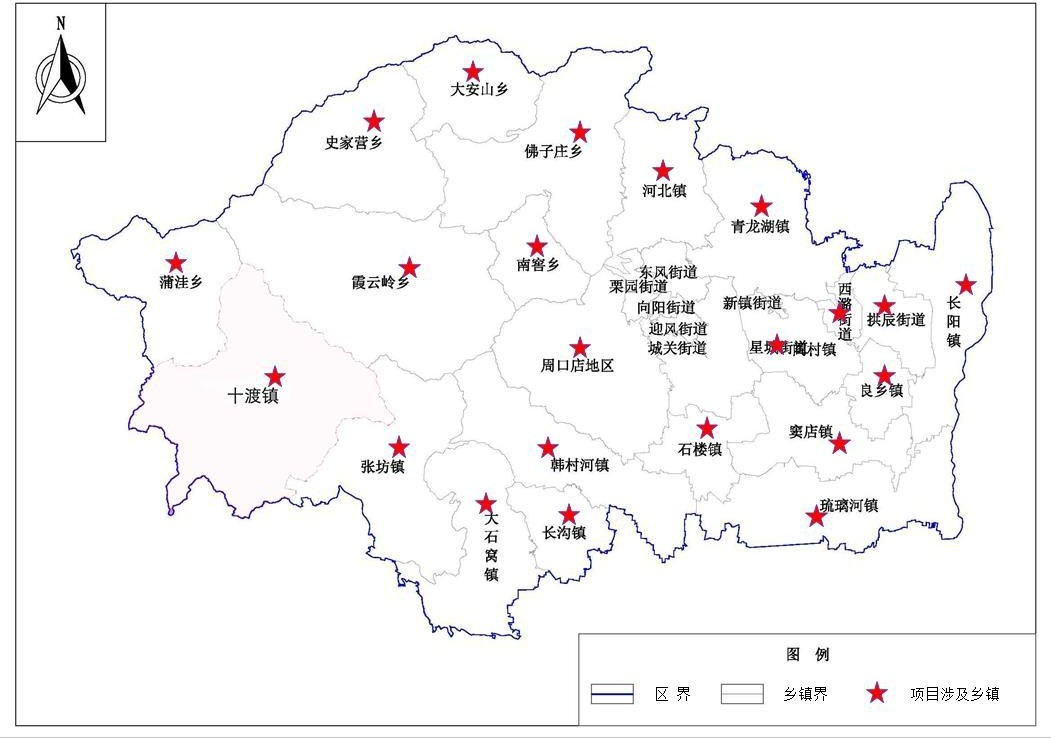 N
大安山乡
史家营乡
佛子庄乡
河北镇
青龙湖镇
蒲洼乡
霞云岭乡
南窖乡
东风街道
栗园街道
向阳街道
迎风街道
城关街道
新镇街道
西潞街道
拱辰街道
长阳镇
星城街道
阎村镇
周口店地区
良乡镇
十渡镇
张坊镇
韩村河镇
石楼镇
窦店镇
大石窝镇
长沟镇
琉璃河镇
图 例
区 界
乡镇界
项目涉及乡镇